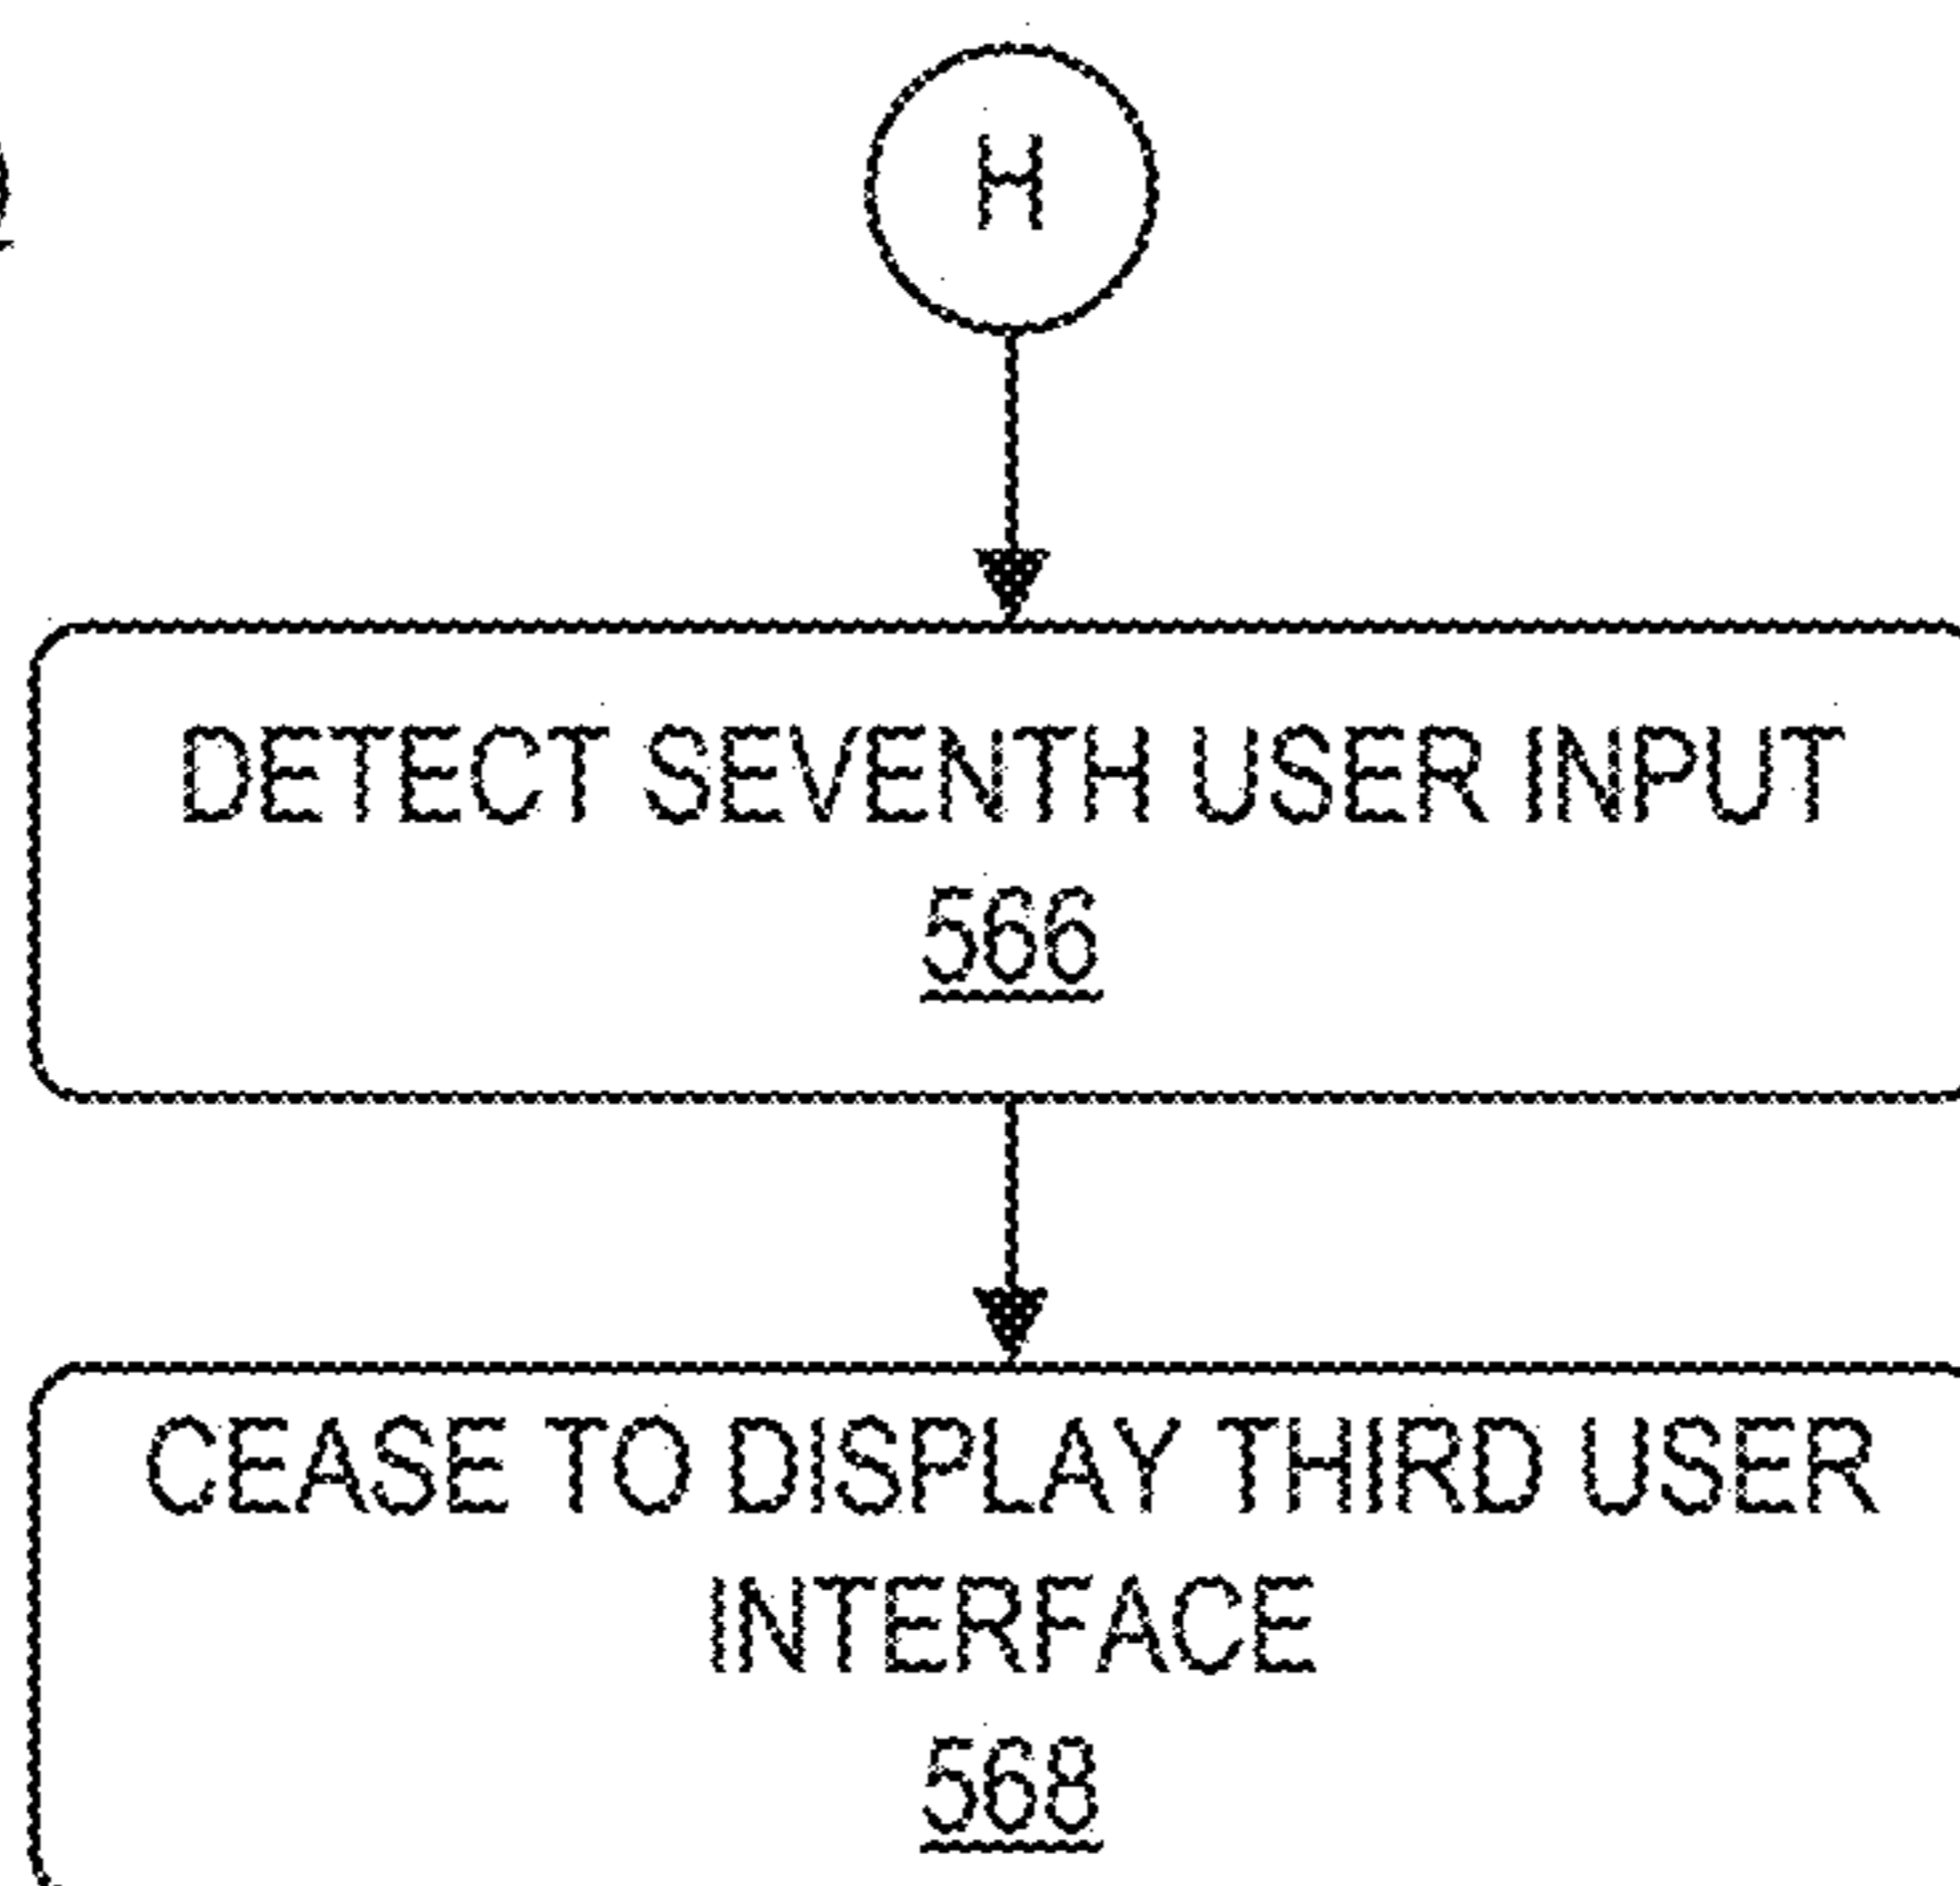 H
DETECT SEVENTH USER INPUT
566
CEASE TO DISPLAY THIRD USER
INTERFACE
568